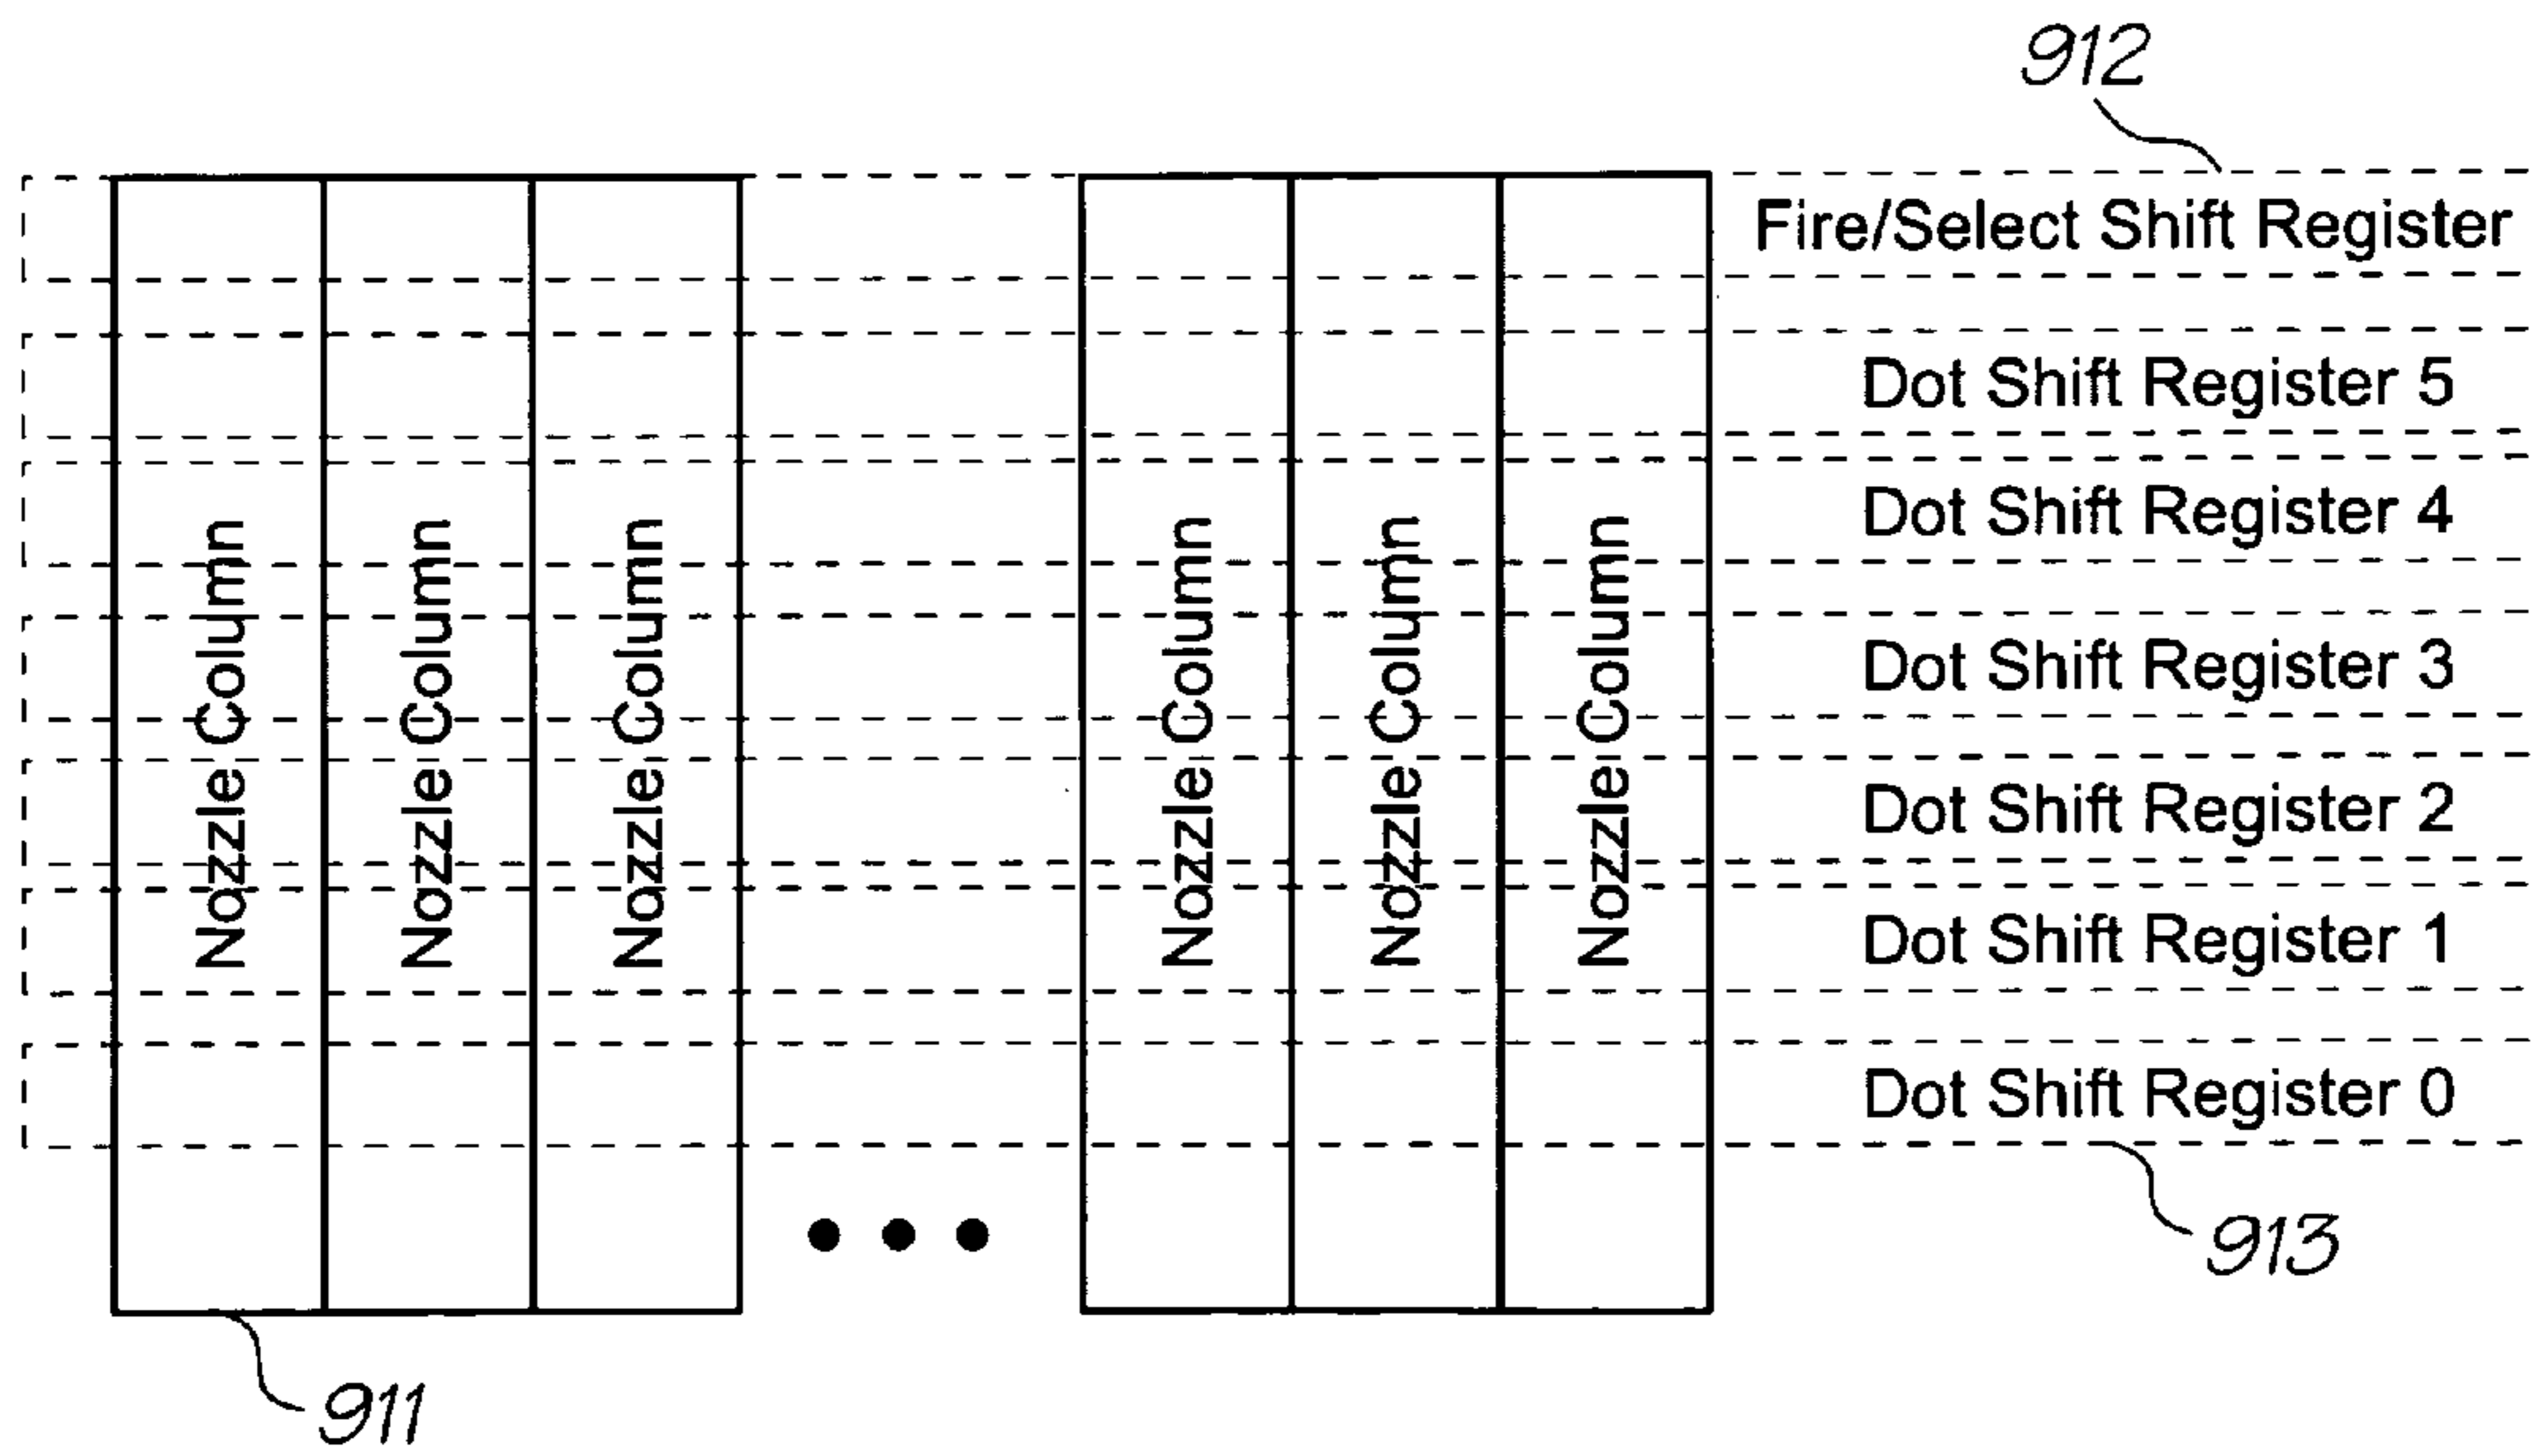 912
Fire/Select Shift Register
Dot Shift Register 5
Dot Shift Register 4
Nozzle Column
Nozzle Column
Nozzle Column
Nozzle Column
Nozzle Column
Nozzle Column
Dot Shift Register 3
Dot Shift Register 2
Dot Shift Register 1
Dot Shift Register 0
913
911